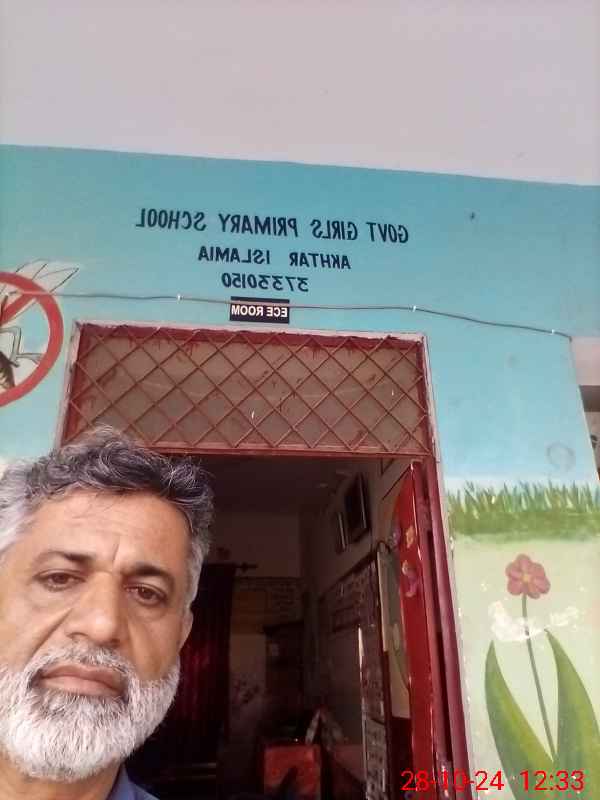 GOVT GIRLS PRIMARY SCHOOL
AKHTAR ISLAMIA
37330150
ECE ROOM
28-10-24 12:33